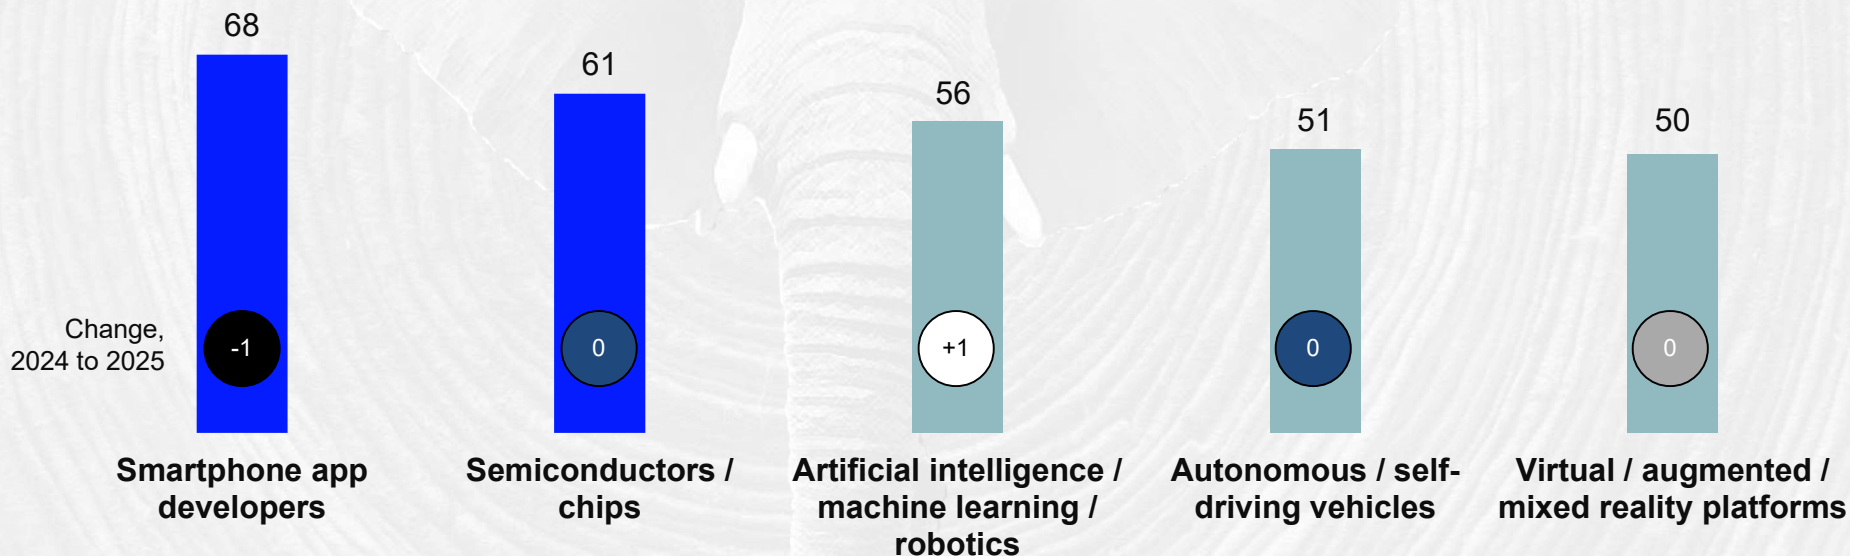 68
61
56
51
50
Change,
2024 to 2025
-1
0
+1
0
0
Smartphone app
developers
Semiconductors /
chips
Artificial intelligence /
machine learning /
robotics
Autonomous / self-
driving vehicles
Virtual / augmented /
mixed reality platforms